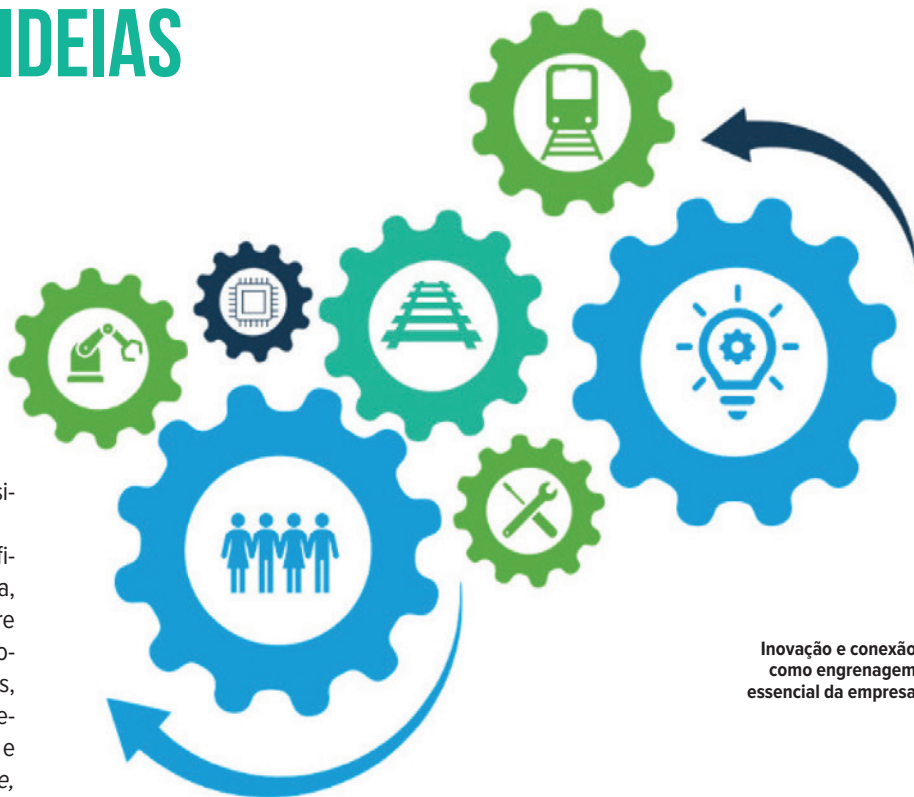 IDEIAS
si-
fi-
a,
re
o-
s,
e-
e
e,
Inovação e conexão
como engrenagem
essencial da empresa